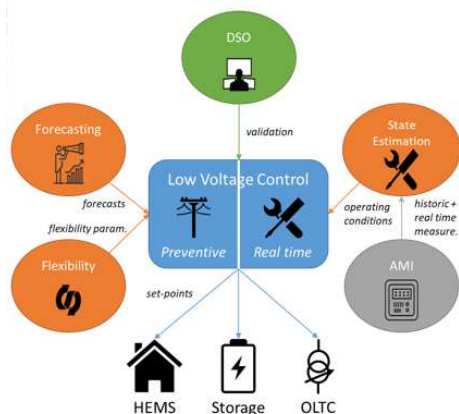 DSO
validation
Forecasting
State
Estimation
Low Voltage Control
forecasts
flexibility param.
Preventive
Real time
operating
conditions
historic +
real time
measure.
Flexibility
AMI
set-points
HEMS
Storage
OLTC